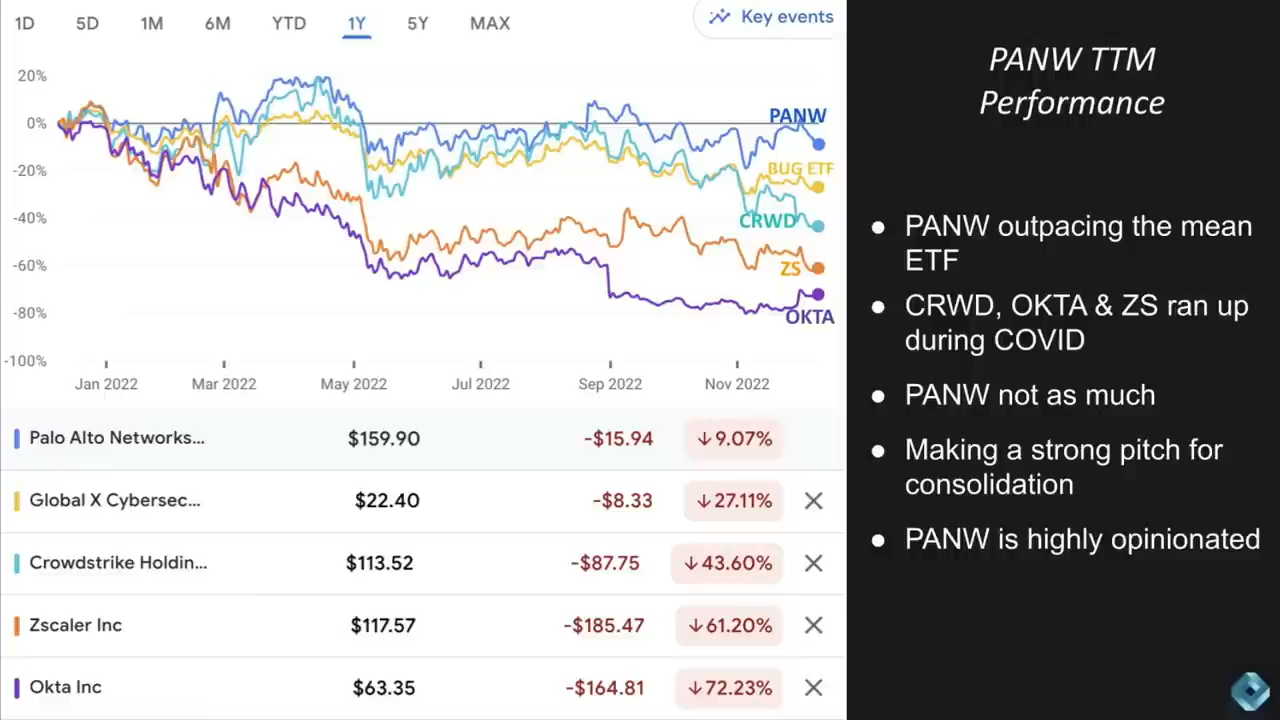 1D 5D 1M 6M YTD 1Y 5Y MAX Key events
20%
0%
-20%
-40%
-60%
-80%
-100%
PANW
BUG ETF
CRWD
ZS
OKTA
Jan 2022 Mar 2022 May 2022 Jul 2022 Sep 2022 Nov 2022
Palo Alto Networks... $159.90 -$15.94 ↓9.07%
Global X Cybersec... $22.40 -$8.33 ↓27.11%
Crowdstrike Holdin... $113.52 -$87.75 ↓43.60%
Zscaler Inc $117.57 -$185.47 ↓61.20%
Okta Inc $63.35 -$164.81 ↓72.23%
PANW TTM
Performance
● PANW outpacing the mean
ETF
● CRWD, OKTA & ZS ran up
during COVID
● PANW not as much
● Making a strong pitch for
consolidation
● PANW is highly opinionated